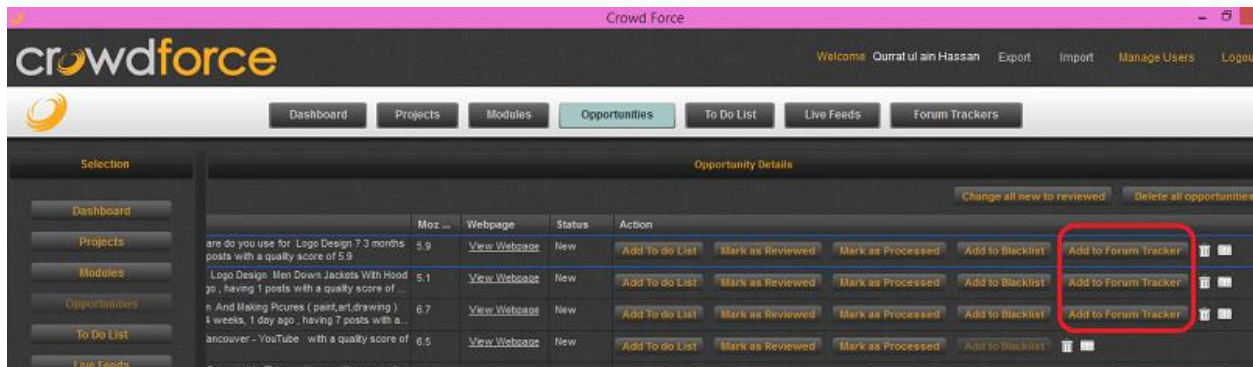 Crowd Force
crowdforce
Welcome Qurrat ul ain Hassan Export Import Manage Users Logou
Dashboard Projects Modules Opportunities To Do List Live Feeds Forum Trackers
Selection Opportunity Details
Change all new to reviewed Delete all opportunities
Dashboard
Projects
Modules
Opportunities
To Do List
Live Feeds
Moz ... Webpage Status Action
are do you use for Logo Design ? 3 months
posts with a quality score of 5.9
5.9 View Webpage New Add To do List Mark as Reviewed Mark as Processed Add to Blacklist Add to Forum Tracker
Logo Design Men Down Jackets With Hood
go , having 1 posts with a quality score of ...
5.1 View Webpage New Add To do List Mark as Reviewed Mark as Processed Add to Blacklist Add to Forum Tracker
n And Making Picures ( paint,art,drawing )
4 weeks, 1 day ago , having 7 posts with a...
6.7 View Webpage New Add To do List Mark as Reviewed Mark as Processed Add to Blacklist Add to Forum Tracker
ancouver - YouTube with a quality score of
6.5 View Webpage New Add To do List Mark as Reviewed Mark as Processed Add to Blacklist